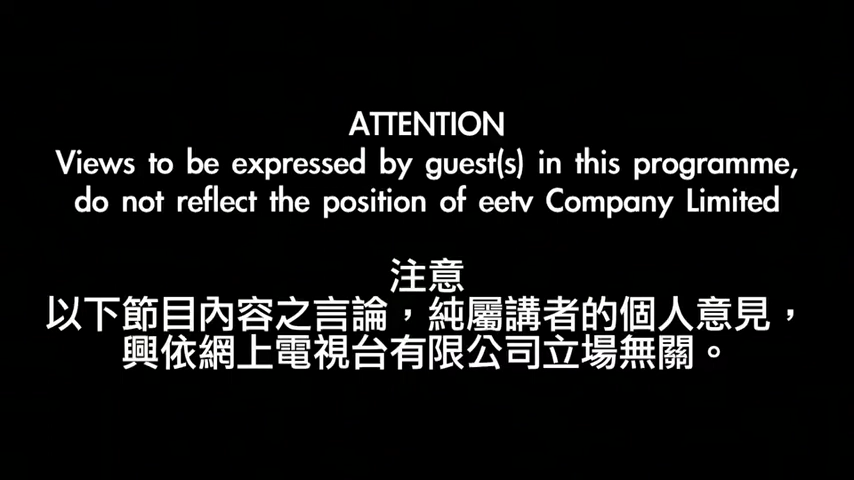 ATTENTION
Views to be expressed by guest(s) in this programme,
do not reflect the position of eetv Company Limited
注意
以下節目內容之言論，純屬講者的個人意見，
興依網上電視台有限公司立場無關。